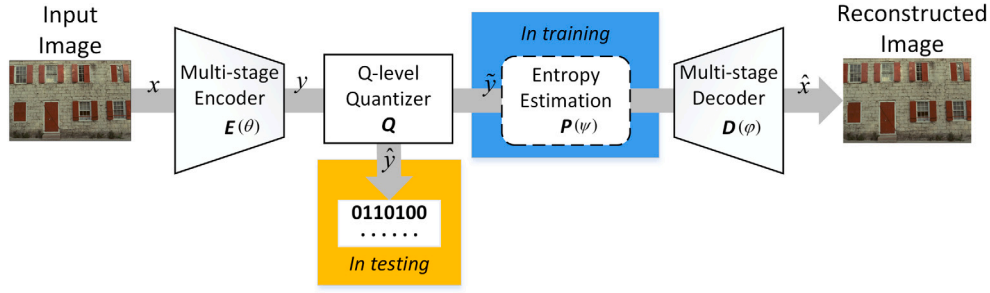 Input
Image
x
Multi-stage
Encoder
E(θ)
y
Q-level
Quantizer
Q
ŷ
0110100
......
In testing
In training
ỹ
Entropy
Estimation
P(ψ)
Multi-stage
Decoder
D(φ)
x̂
Reconstructed
Image